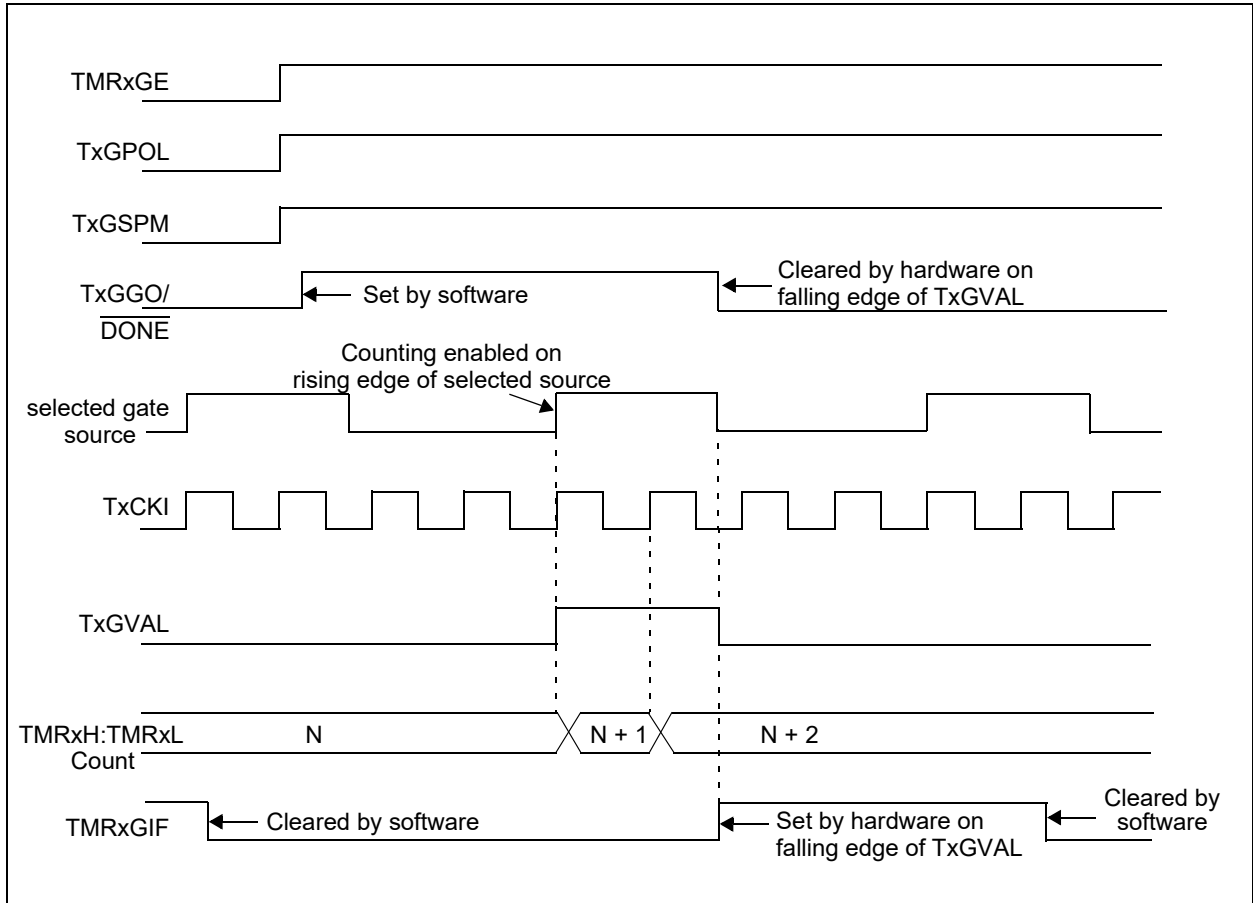 TMRxGE
TxGPOL
TxGSPM
TxGGO/
DONE
Set by software
Cleared by hardware on
falling edge of TxGVAL
Counting enabled on
rising edge of selected source
selected gate
source
TxCKI
TxGVAL
TMRxH:TMRxL
Count
N
N + 1
N + 2
TMRxGIF
Cleared by software
Set by hardware on
falling edge of TxGVAL
Cleared by
software